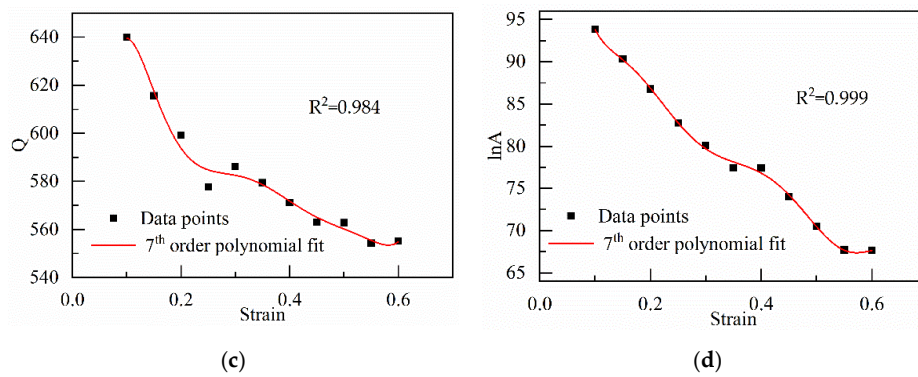 640
620
600
580
560
540
Q
R²=0.984
Data points
7th order polynomial fit
0.0 0.2 0.4 0.6
Strain
(c)
95
90
85
80
75
70
65
lnA
R²=0.999
Data points
7th order polynomial fit
0.0 0.2 0.4 0.6
Strain
(d)